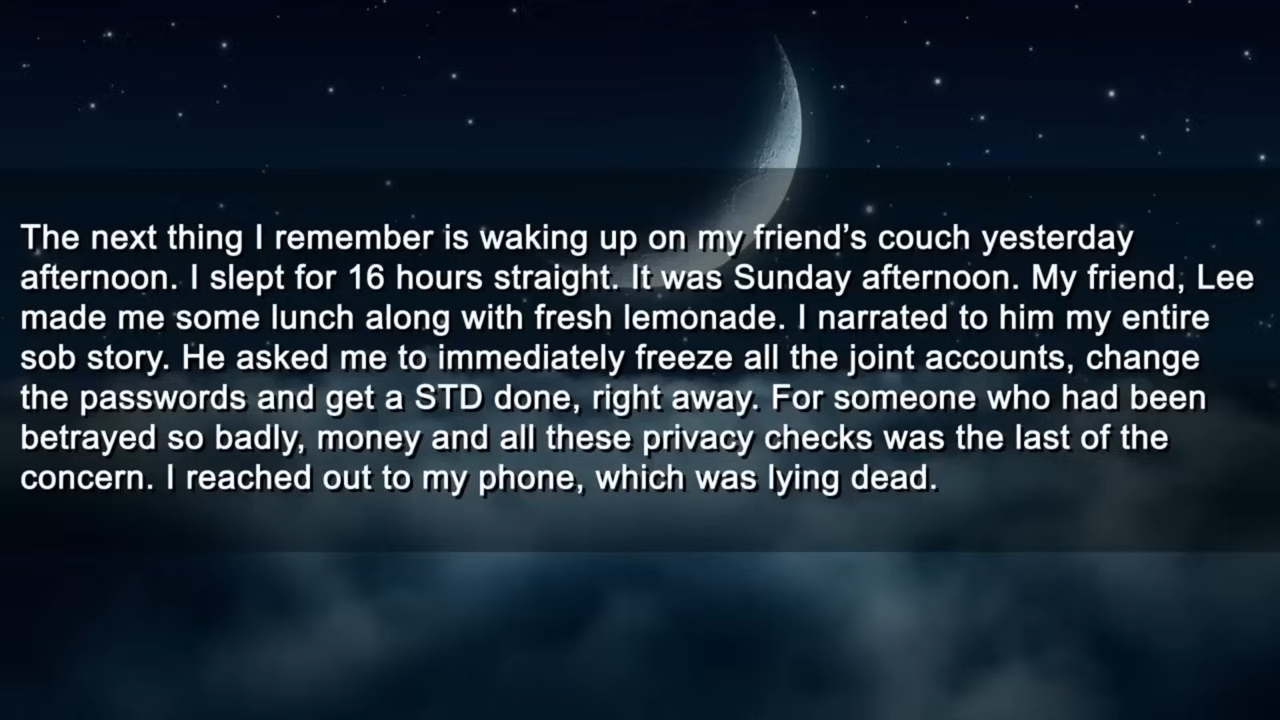 The next thing I remember is waking up on my friend’s couch yesterday
afternoon. I slept for 16 hours straight. It was Sunday afternoon. My friend, Lee
made me some lunch along with fresh lemonade. I narrated to him my entire
sob story. He asked me to immediately freeze all the joint accounts, change
the passwords and get a STD done, right away. For someone who had been
betrayed so badly, money and all these privacy checks was the last of the
concern. I reached out to my phone, which was lying dead.